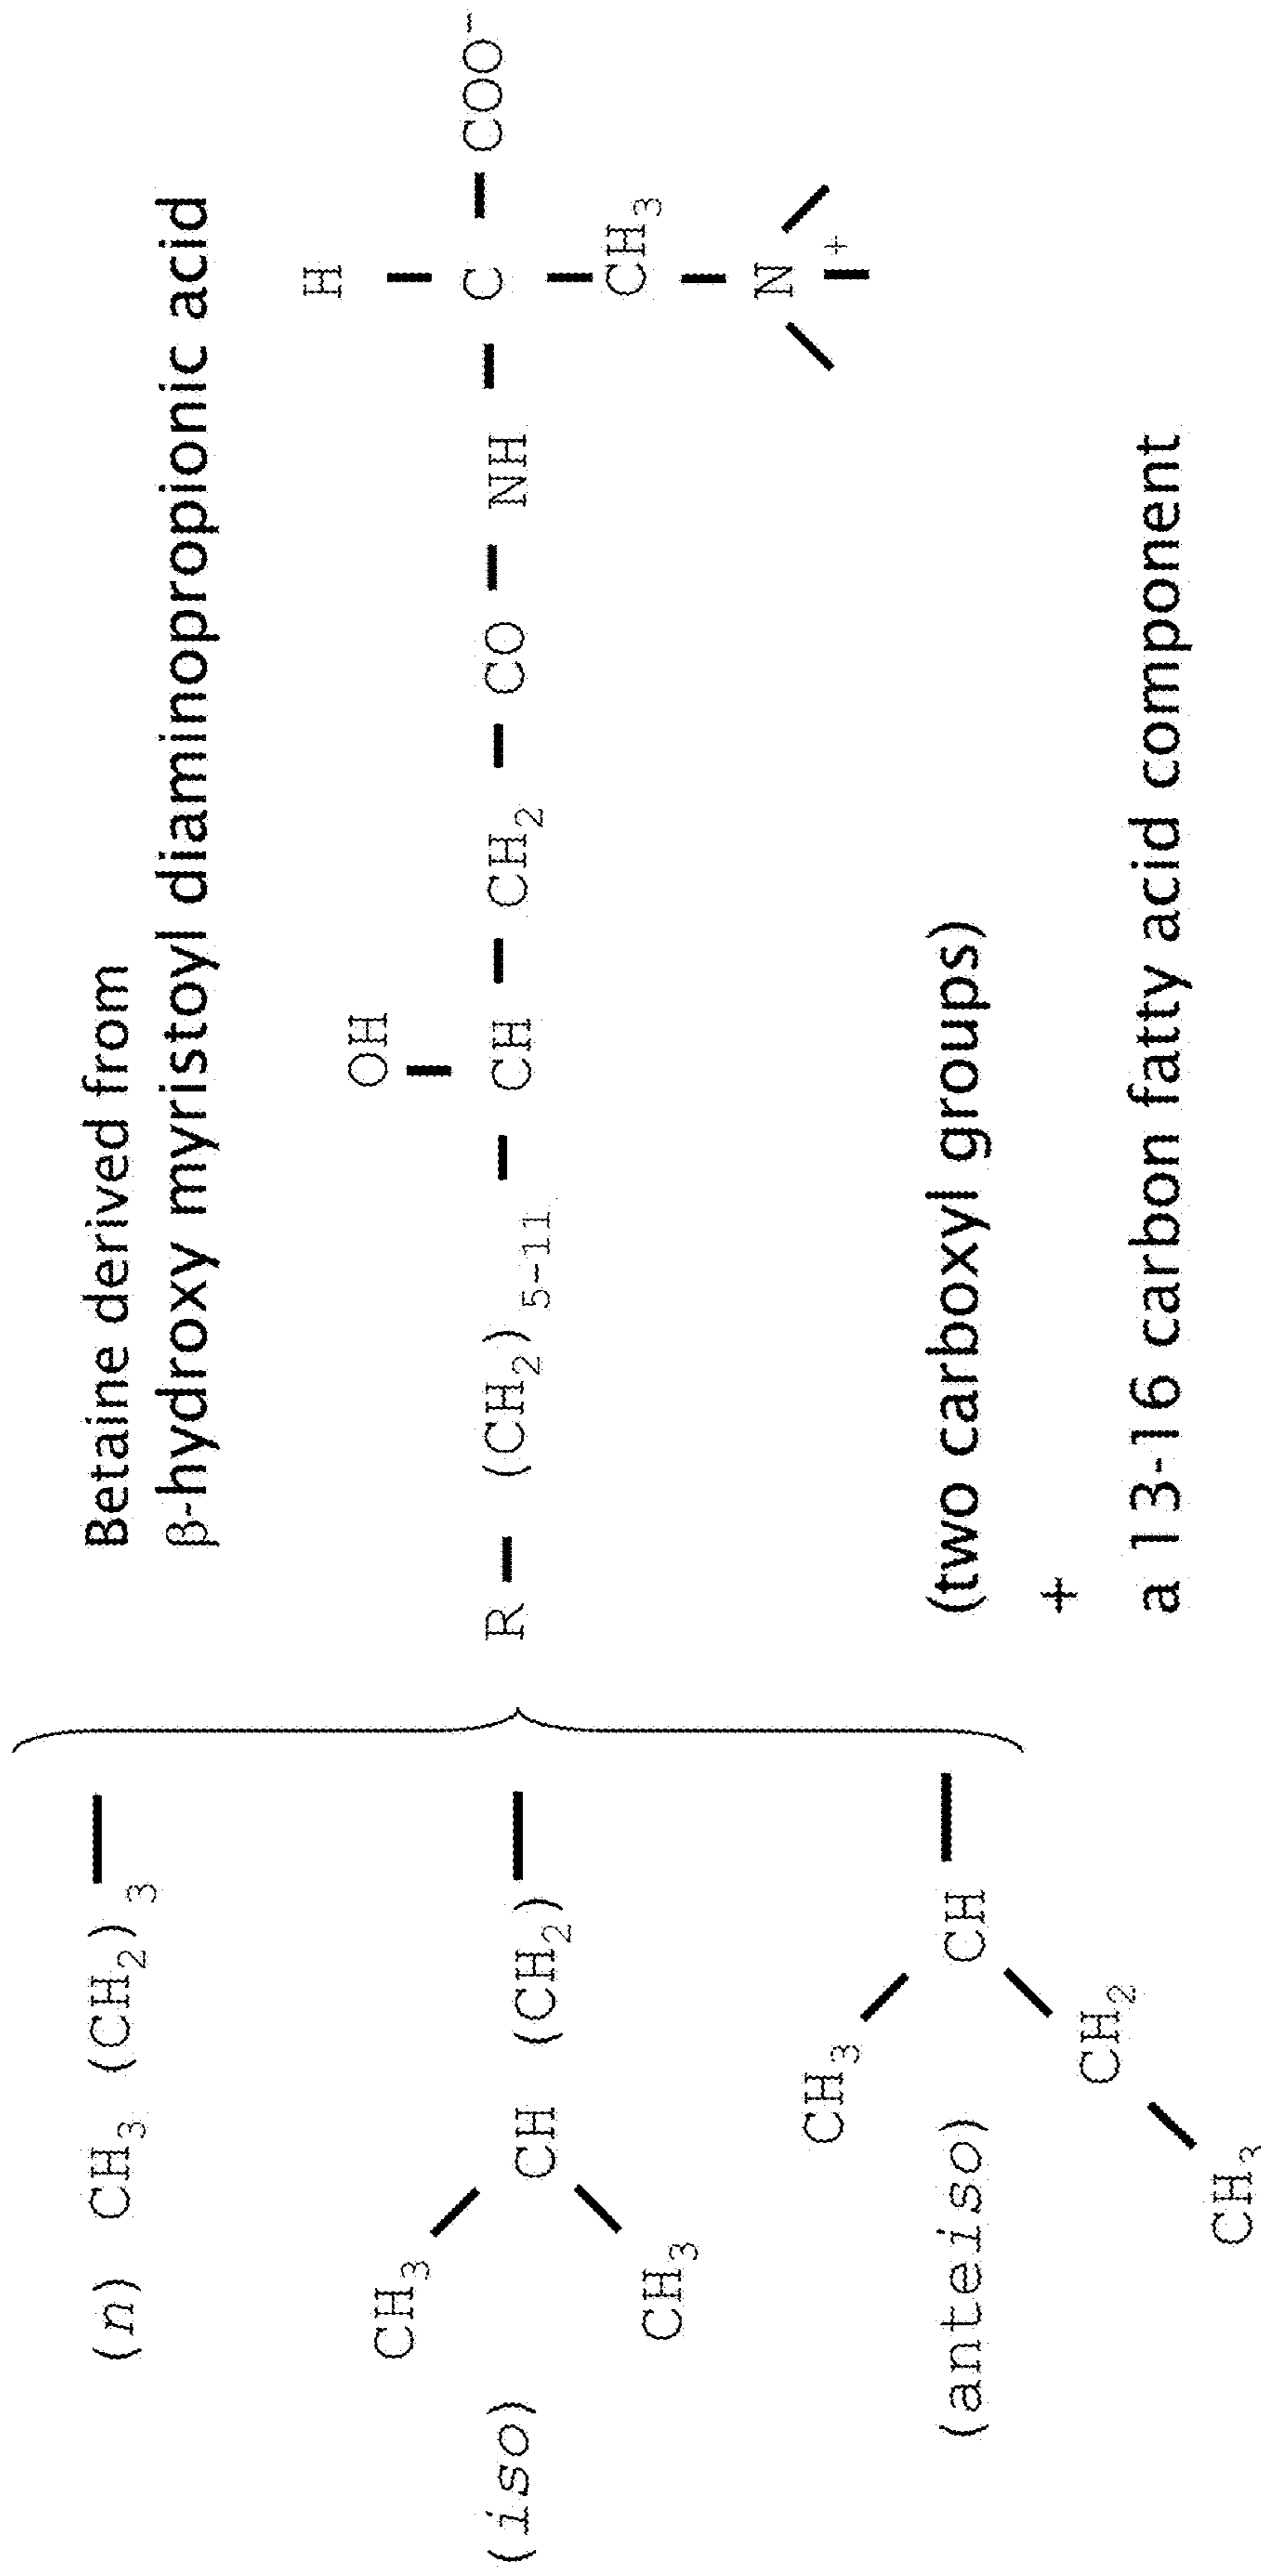 Betaine derived from
β-hydroxy myristoyl diaminopropionic acid
(n) CH3 (CH2)3
CH3
(iso) CH (CH2)
CH3
CH3
(anteiso) CH
CH2
CH3
H
OH
R – (CH2)5-11 – CH – CH2 – CO – NH – C – COO−
CH3
N+
(two carboxyl groups)
+
a 13-16 carbon fatty acid component